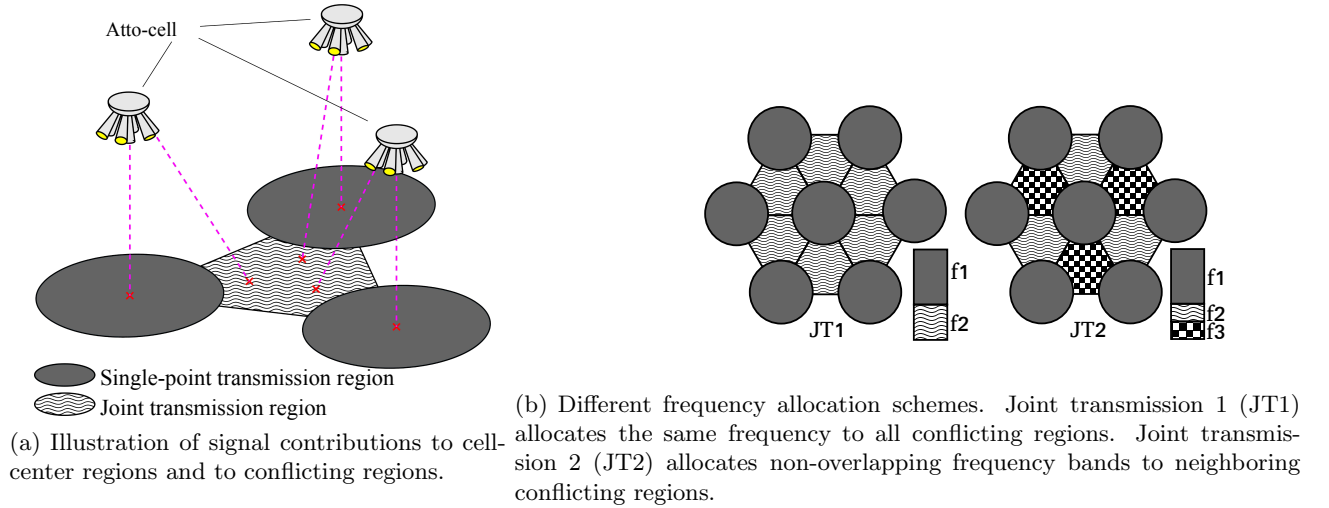 Atto-cell
Single-point transmission region
Joint transmission region
(a) Illustration of signal contributions to cell-
center regions and to conflicting regions.
f1
f2
JT1
f1
f2
f3
JT2
(b) Different frequency allocation schemes. Joint transmission 1 (JT1)
allocates the same frequency to all conflicting regions. Joint transmis-
sion 2 (JT2) allocates non-overlapping frequency bands to neighboring
conflicting regions.